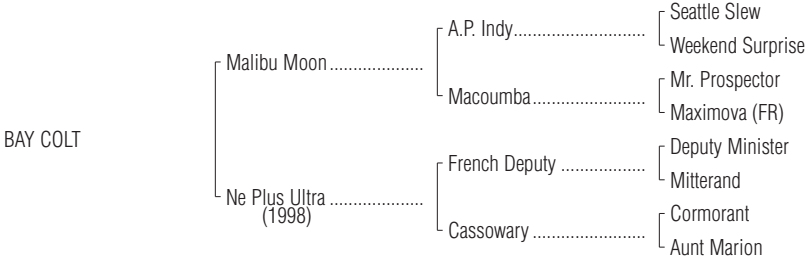 Seattle Slew
A.P. Indy..............................
Weekend Surprise
Malibu Moon .....................
Mr. Prospector
Macoumba..........................
Maximova (FR)
BAY COLT
Deputy Minister
French Deputy ...................
Mitterand
Ne Plus Ultra .....................
(1998)
Cormorant
Cassowary ..........................
Aunt Marion